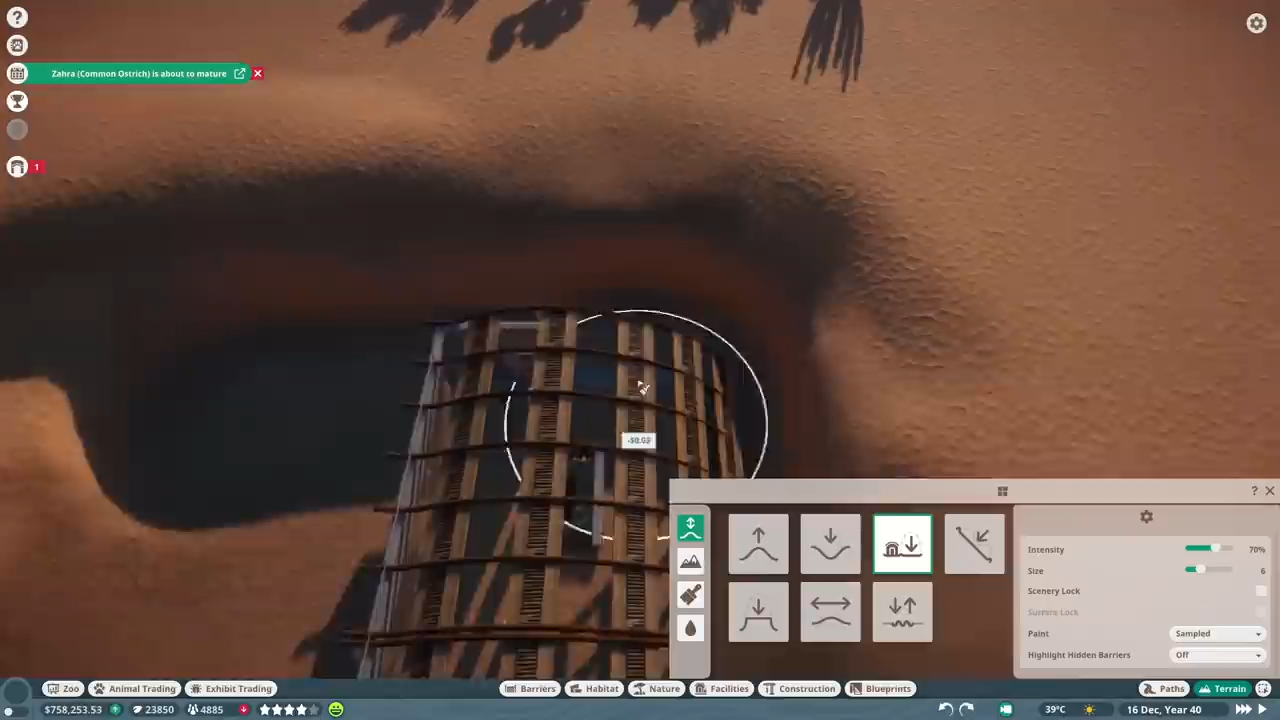 ?
Zahra (Common Ostrich) is about to mature
1
? 
Intensity 70%
Size 6
Scenery Lock
Surface Lock
Paint Sampled
Highlight Hidden Barriers Off
Zoo Animal Trading Exhibit Trading Barriers Habitat Nature Facilities Construction Blueprints Paths Terrain
$758,253.53 23850 4885 39°C 16 Dec, Year 40